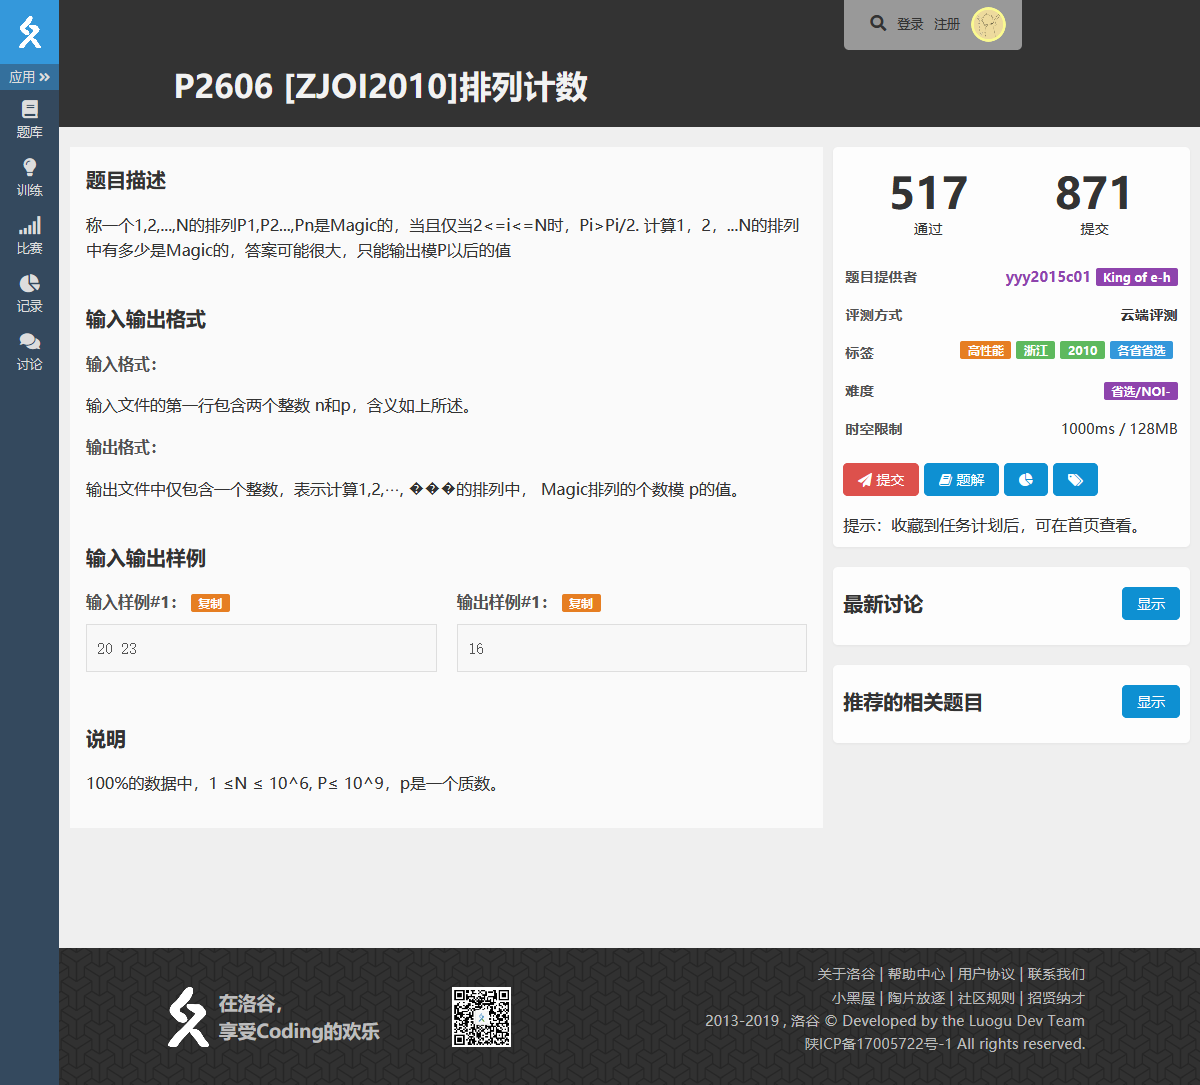 登录 注册
应用
题库
训练
比赛
记录
讨论
P2606 [ZJOI2010]排列计数
题目描述
称一个1,2,...,N的排列P1,P2...,Pn是Magic的，当且仅当2<=i<=N时，Pi>Pi/2. 计算1，2，...N的排列
中有多少是Magic的，答案可能很大，只能输出模P以后的值
输入输出格式
输入格式：
输入文件的第一行包含两个整数 n和p，含义如上所述。
输出格式：
输出文件中仅包含一个整数，表示计算1,2,⋯, ���的排列中， Magic排列的个数模 p的值。
输入输出样例
输入样例#1： 复制
20 23
输出样例#1： 复制
16
说明
100%的数据中，1 ≤N ≤ 10^6, P≤ 10^9，p是一个质数。
517
通过
871
提交
题目提供者 yyy2015c01 King of e-h
评测方式 云端评测
标签 高性能 浙江 2010 各省省选
难度 省选/NOI-
时空限制 1000ms / 128MB
提交 题解
提示：收藏到任务计划后，可在首页查看。
最新讨论 显示
推荐的相关题目 显示
在洛谷，
享受Coding的欢乐
关于洛谷 | 帮助中心 | 用户协议 | 联系我们
小黑屋 | 陶片放逐 | 社区规则 | 招贤纳才
2013-2019 , 洛谷 © Developed by the Luogu Dev Team
陕ICP备17005722号-1 All rights reserved.